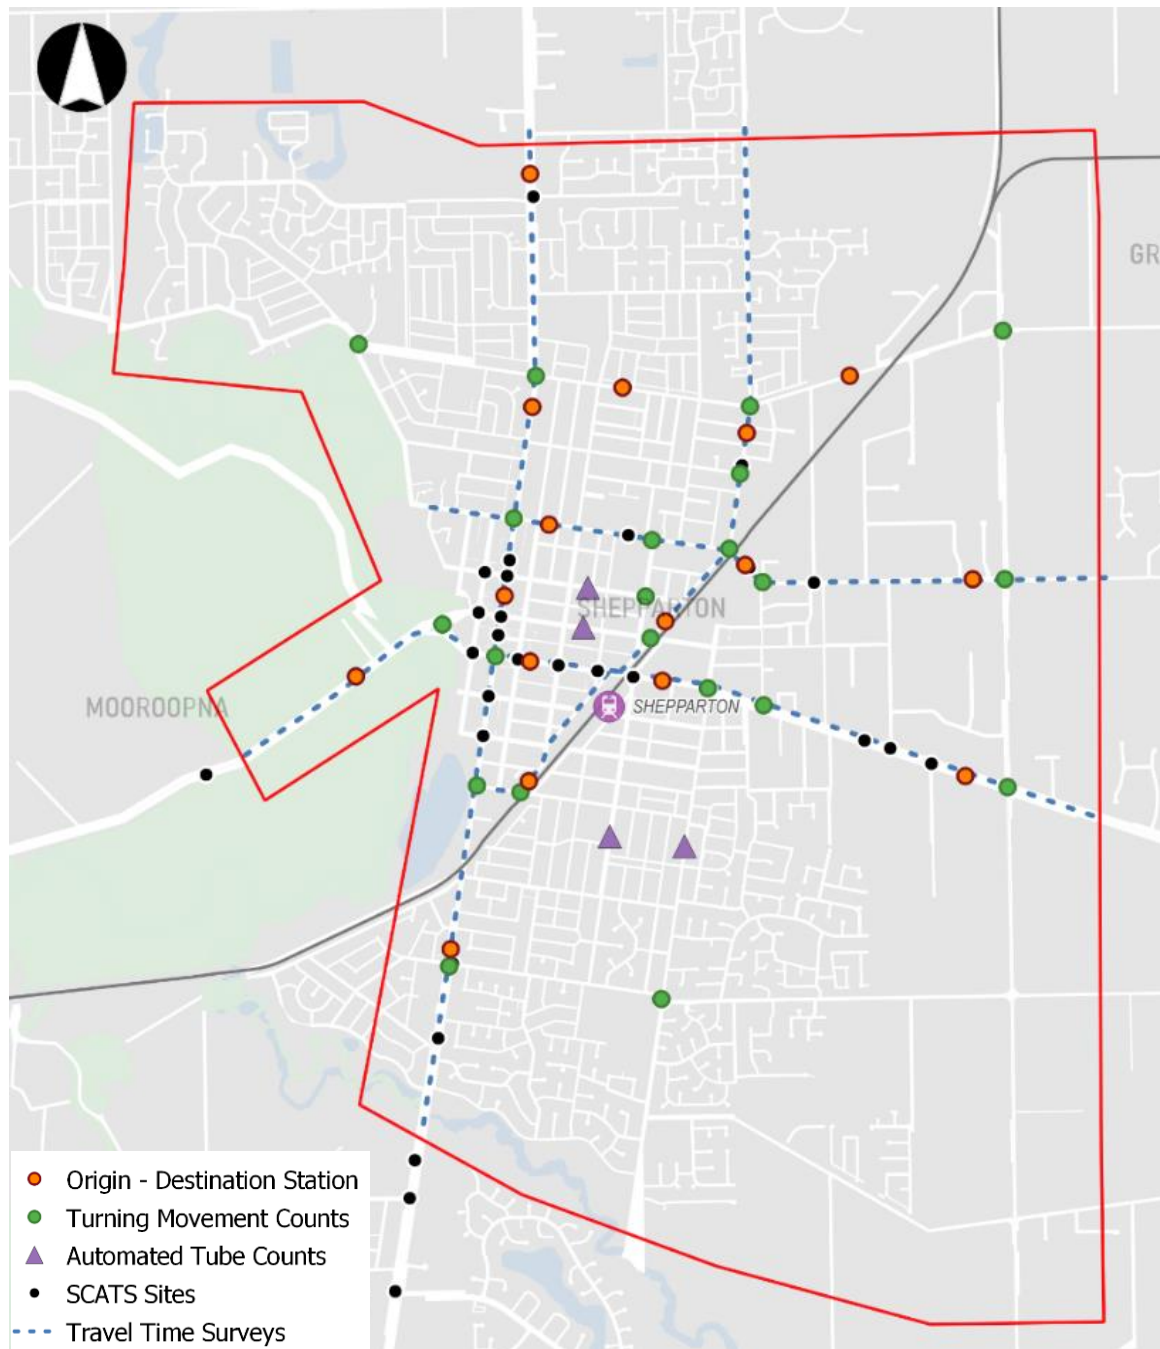 GR
SHEPPARTON
MOOROOPNA
SHEPPARTON
Origin - Destination Station
Turning Movement Counts
Automated Tube Counts
SCATS Sites
Travel Time Surveys